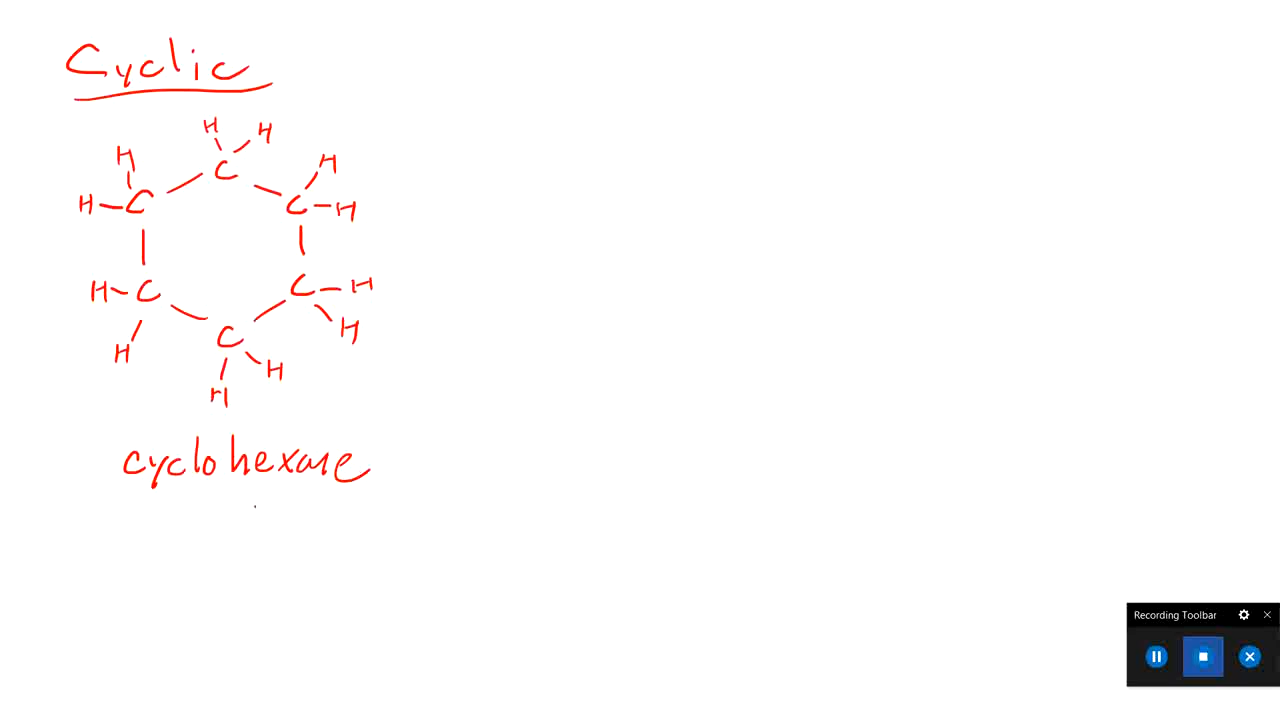 Cyclic
H H
H C H
H C C H
H C C H
H C H
H H
cyclohexane
Recording Toolbar